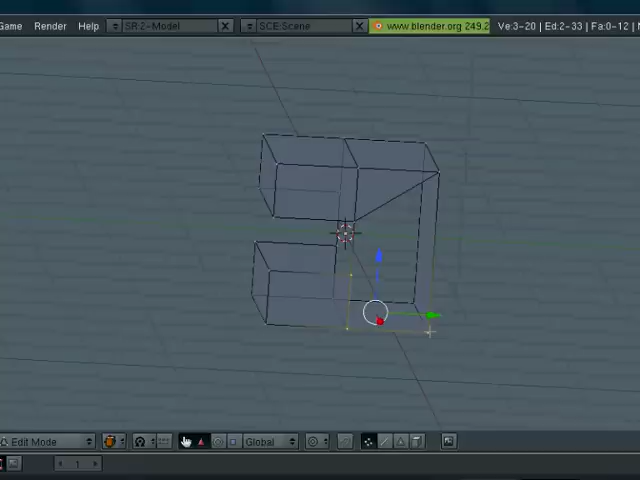 Game Render Help SR:2-Model SCE:Scene www.blender.org 249.2 Ve:3-20 | Ed:2-33 | Fa:0-12 |
Edit Mode Global
1